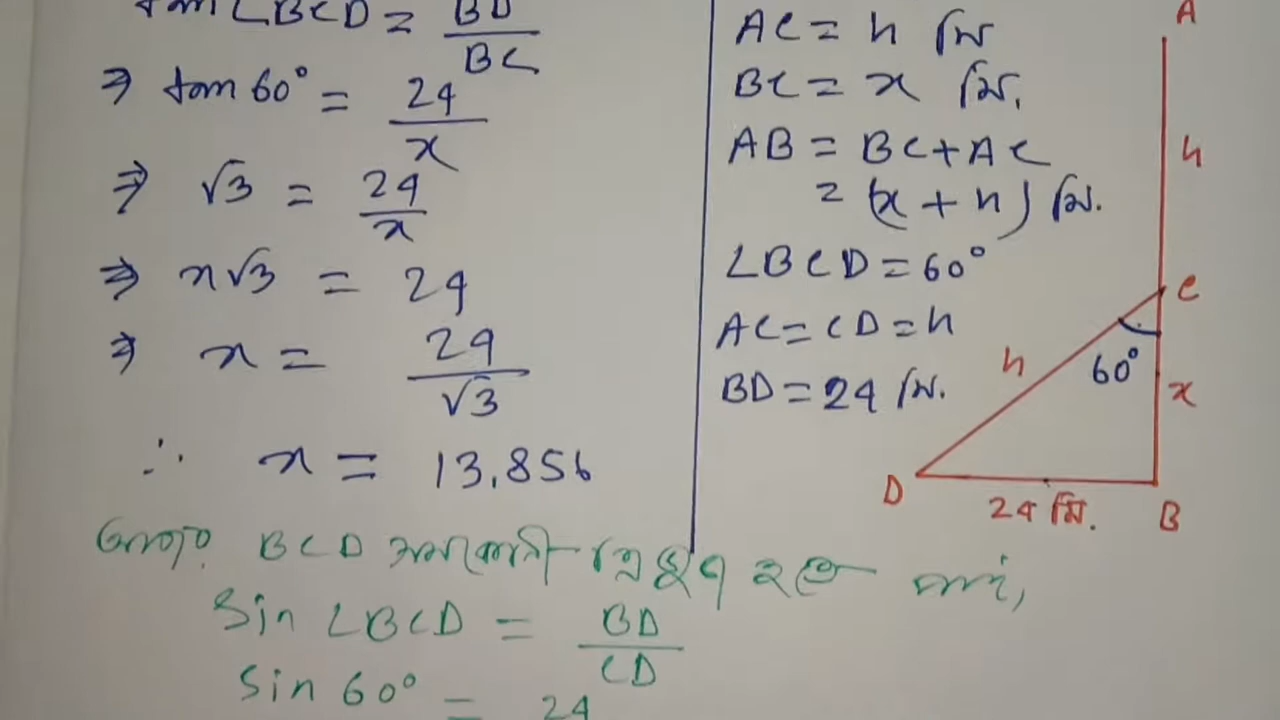 tan ∠BCD = BD/BC
⇒ tan 60° = 24/x
⇒ √3 = 24/x
⇒ x√3 = 24
⇒ x = 24/√3
∴ x = 13.856
BCD সমকোণী ত্রিভুজ হতে পাই,
Sin ∠BCD = BD/CD
Sin 60° = 24
AC = h মি
BC = x মি.
AB = BC + AC
= (x + h) মি.
∠BCD = 60°
AC = CD = h
BD = 24 মি.
A
h
C
h
60°
x
D
24 মি.
B